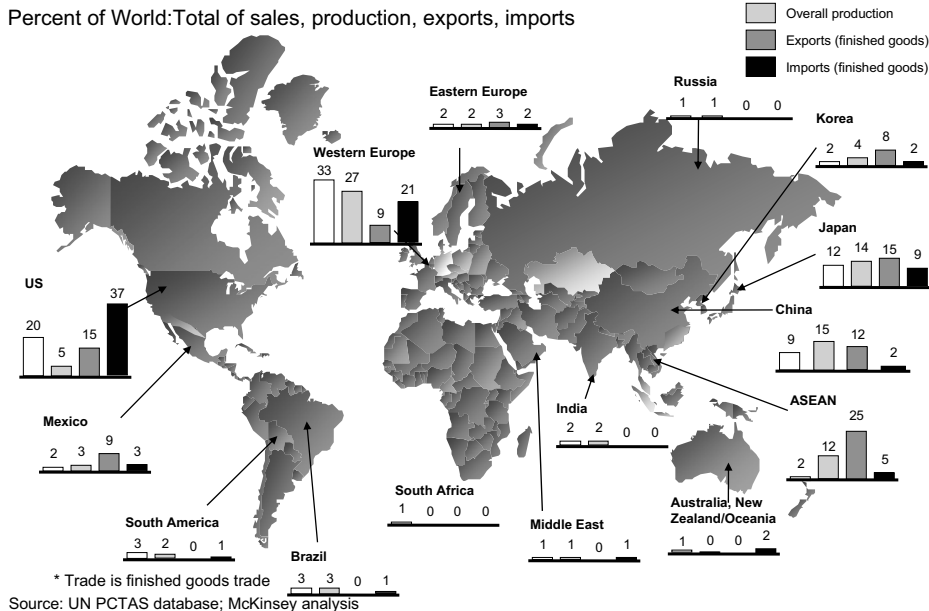 Percent of World:Total of sales, production, exports, imports
Overall production
Exports (finished goods)
Imports (finished goods)
Russia
1 1 0 0
Eastern Europe
2 2 3 2
Korea
2 4 8 2
Western Europe
33 27 9 21
Japan
12 14 15 9
US
20 5 15 37
China
9 15 12 2
ASEAN
2 12 25 5
India
2 2 0 0
Mexico
2 3 9 3
South Africa
1 0 0 0
Australia, New
Zealand/Oceania
1 0 0 2
Middle East
1 1 0 1
South America
3 2 0 1
Brazil
3 3 0 1
* Trade is finished goods trade
Source: UN PCTAS database; McKinsey analysis